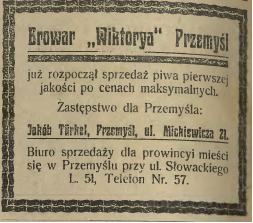 Browar „Wiktorya" Przemyśl
już rozpoczął sprzedaż piwa pierwszej
jakości po cenach maksymalnych.
Zastępstwo dla Przemyśla:
Jakób Türkel, Przemyśl, ul. Mickiewicza 21.
Biuro sprzedaży dla prowincyi mieści
się w Przemyślu przy ul. Słowackiego
L. 51, Telefon Nr. 57.